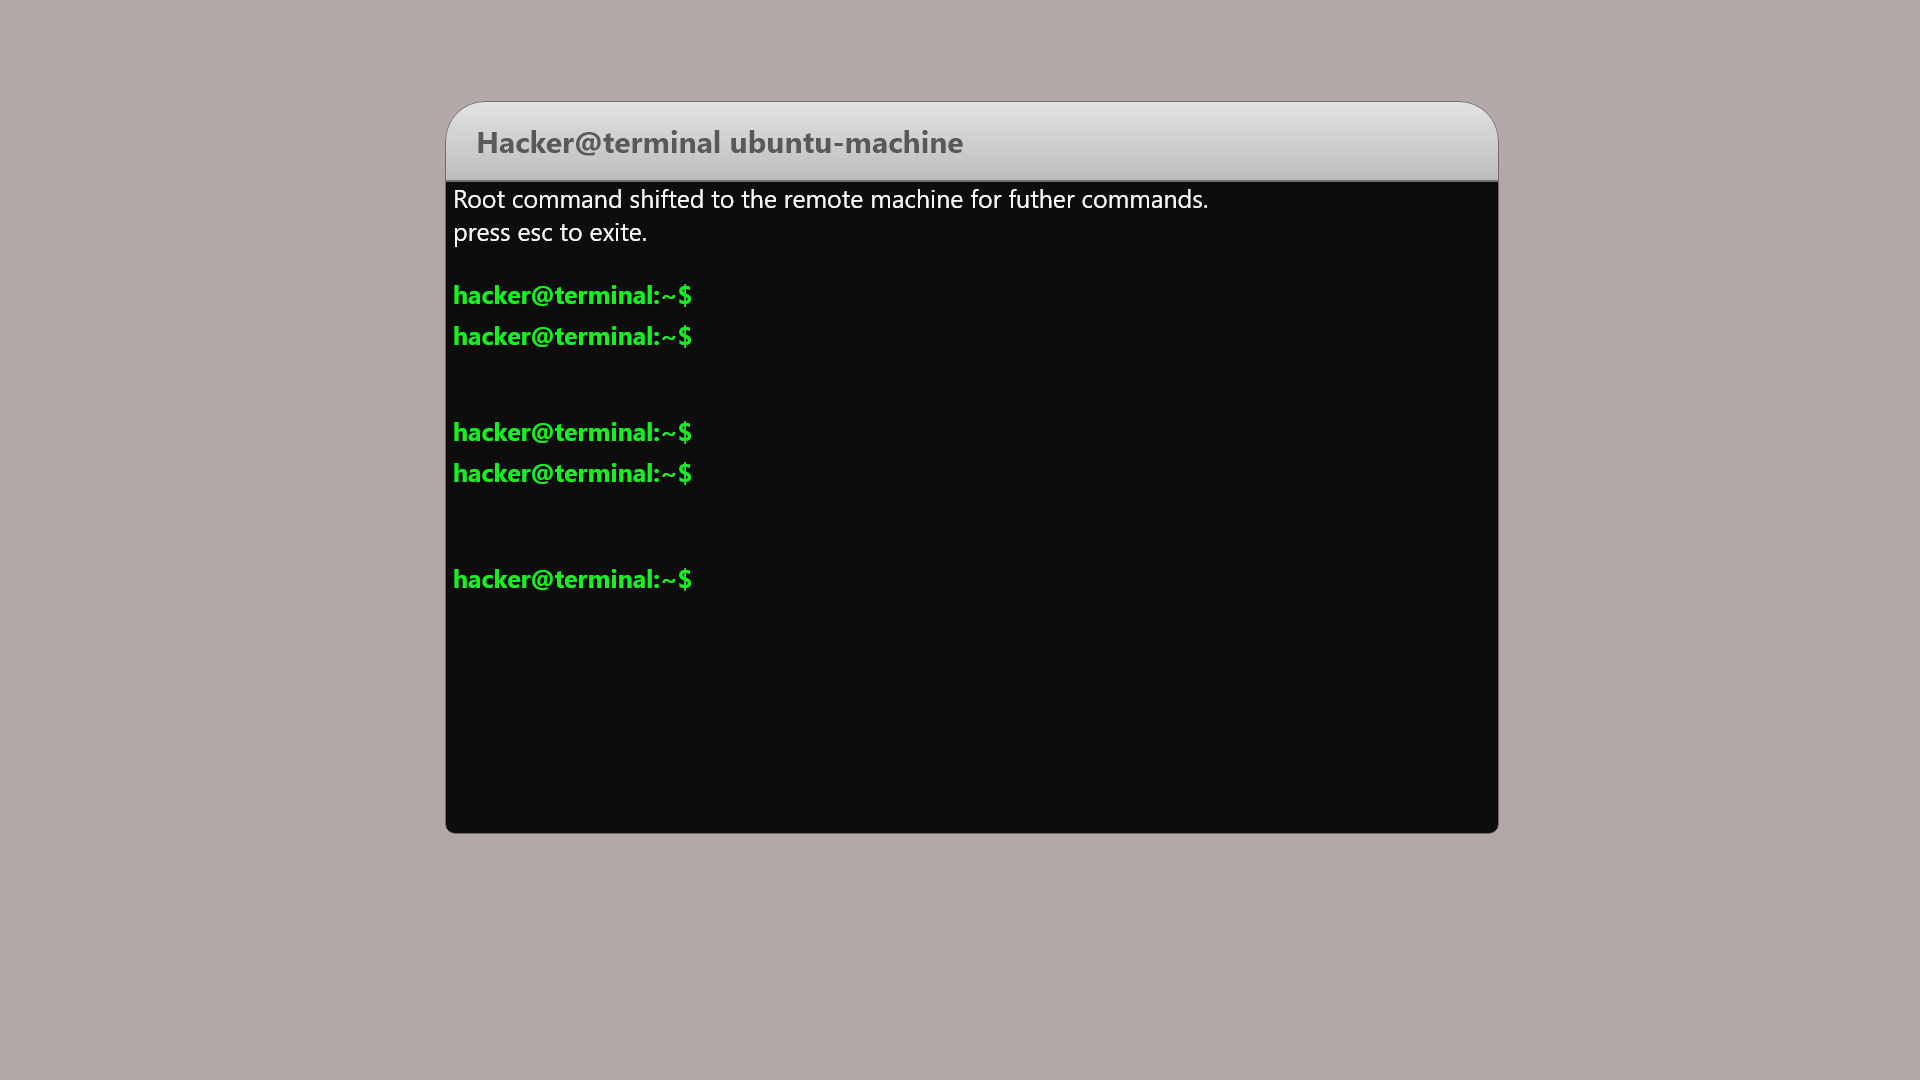 Hacker@terminal ubuntu-machine
Root command shifted to the remote machine for futher commands.
press esc to exite.
hacker@terminal:~$
hacker@terminal:~$
hacker@terminal:~$
hacker@terminal:~$
hacker@terminal:~$